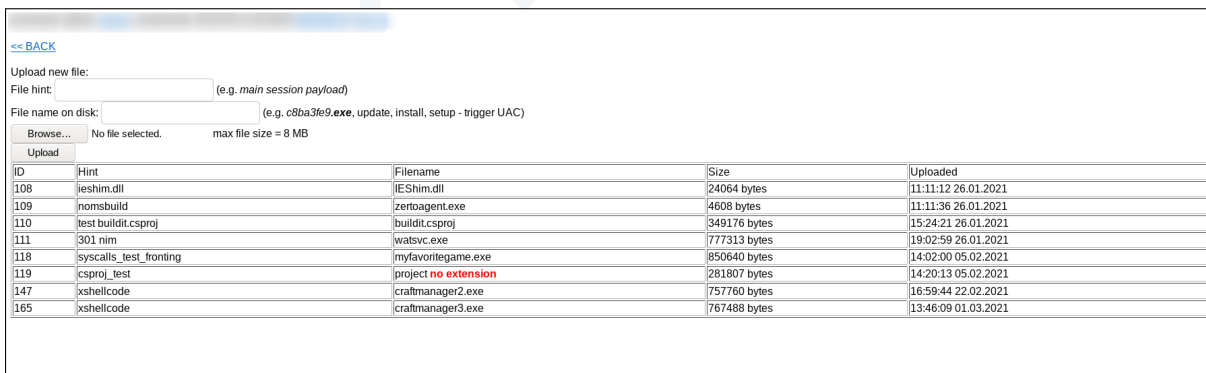 << BACK
Upload new file:
File hint: (e.g. main session payload)
File name on disk: (e.g. c8ba3fe9.exe, update, install, setup - trigger UAC)
Browse... No file selected. max file size = 8 MB
Upload
ID Hint Filename Size Uploaded
108 ieshim.dll IEShim.dll 24064 bytes 11:11:12 26.01.2021
109 nomsbuild zertoagent.exe 4608 bytes 11:11:36 26.01.2021
110 test buildit.csproj buildit.csproj 349176 bytes 15:24:21 26.01.2021
111 301 nim watsvc.exe 777313 bytes 19:02:59 26.01.2021
118 syscalls_test_fronting myfavoritegame.exe 850640 bytes 14:02:00 05.02.2021
119 csproj_test project no extension 281807 bytes 14:20:13 05.02.2021
147 xshellcode craftmanager2.exe 757760 bytes 16:59:44 22.02.2021
165 xshellcode craftmanager3.exe 767488 bytes 13:46:09 01.03.2021